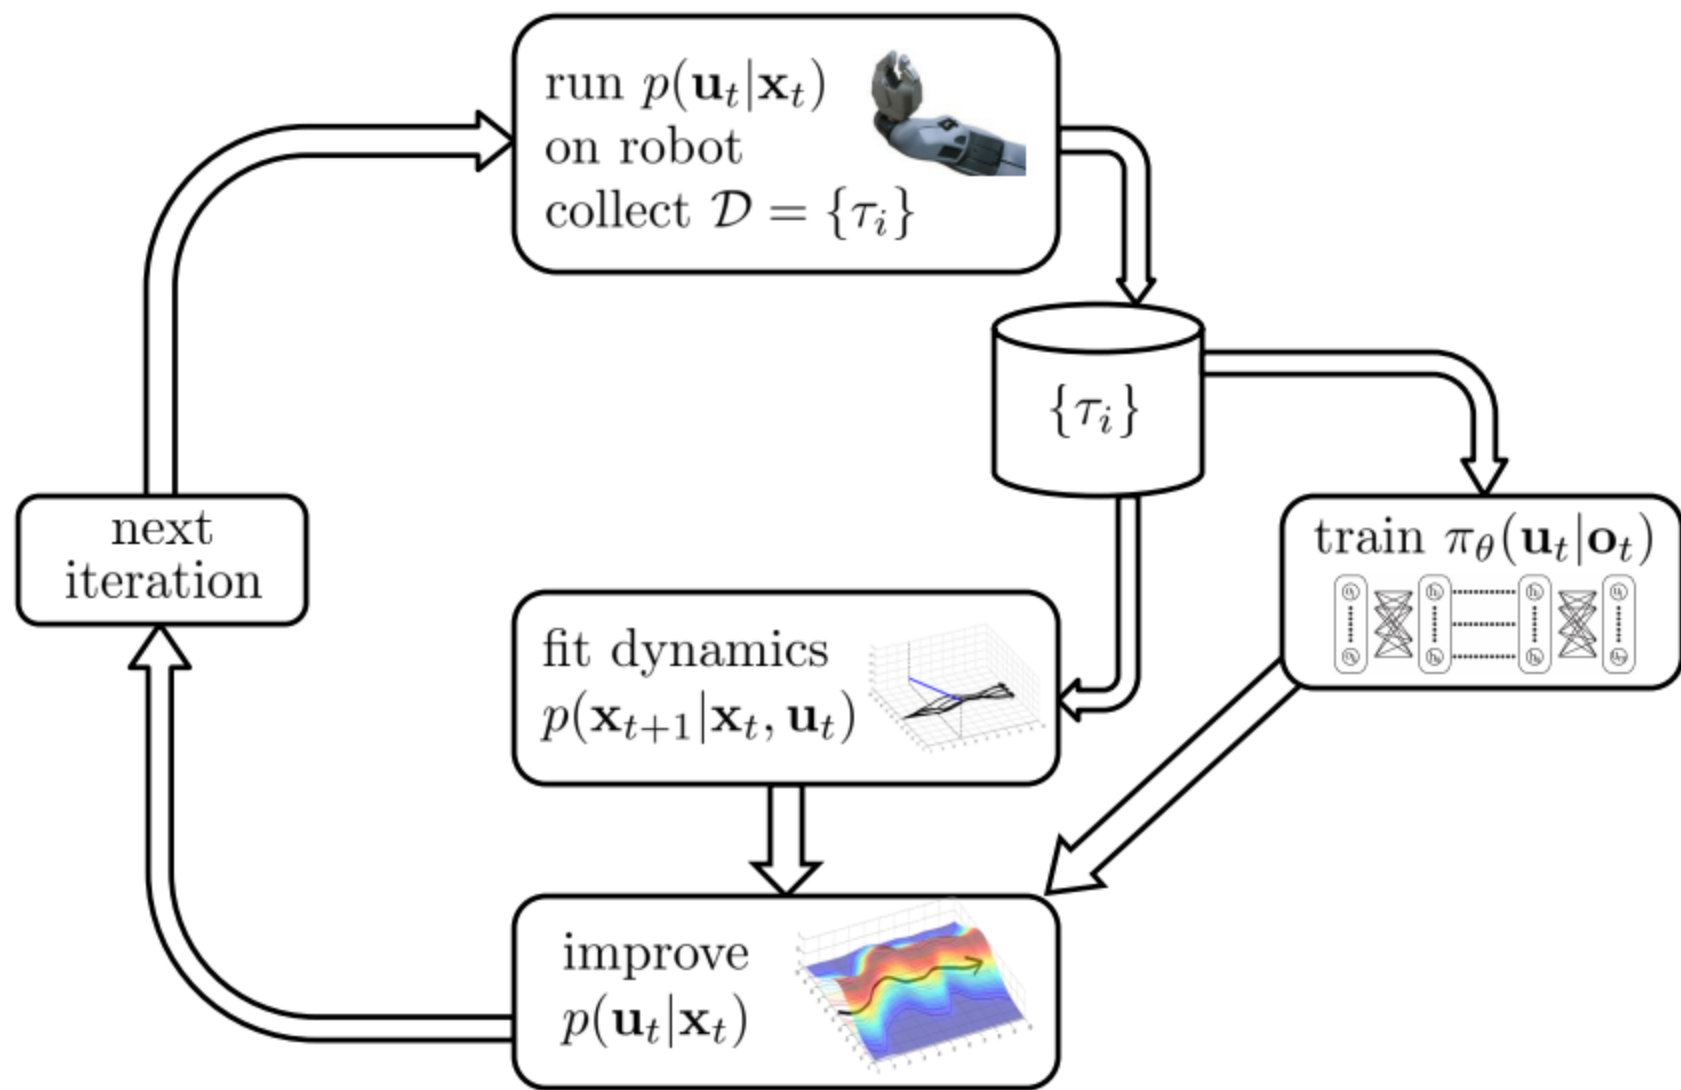 run p(u_t|x_t)
on robot
collect 𝒟 = {τ_i}
{τ_i}
next
iteration
train π_θ(u_t|o_t)
fit dynamics
p(x_{t+1}|x_t, u_t)
improve
p(u_t|x_t)